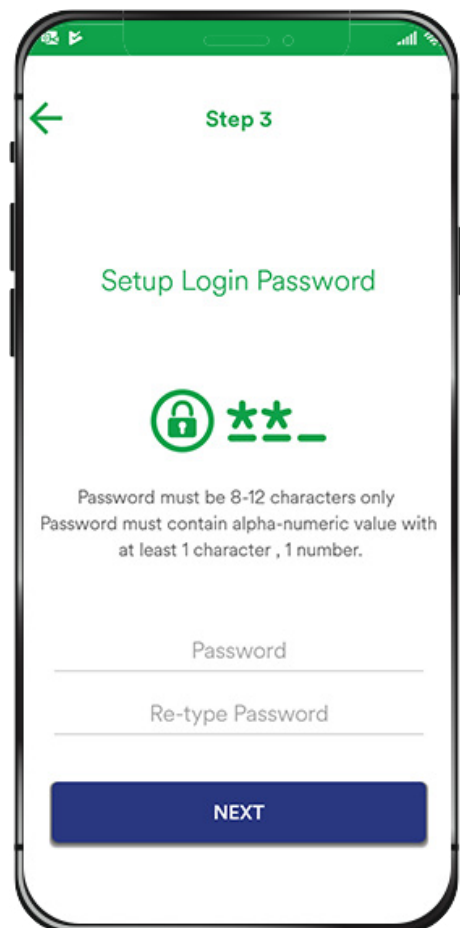 Step 3
Setup Login Password
**_
Password must be 8-12 characters only
Password must contain alpha-numeric value with
at least 1 character , 1 number.
Password
Re-type Password
NEXT